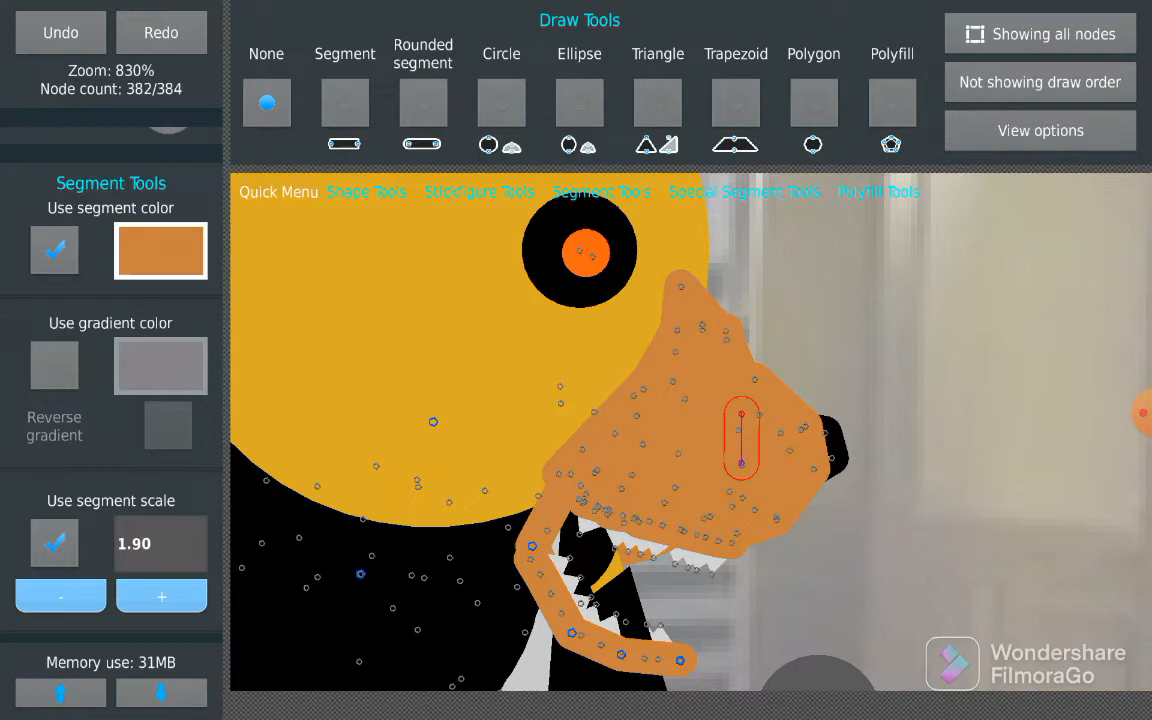 Undo
Redo
Zoom: 830%
Node count: 382/384
Draw Tools
None
Segment
Rounded
segment
Circle
Ellipse
Triangle
Trapezoid
Polygon
Polyfill
Showing all nodes
Not showing draw order
View options
Segment Tools
Use segment color
Use gradient color
Reverse
gradient
Use segment scale
1.90
-
+
Memory use: 31MB
Quick Menu
Shape Tools
Stickfigure Tools
Segment Tools
Special Segment Tools
Polyfill Tools
Wondershare
FilmoraGo